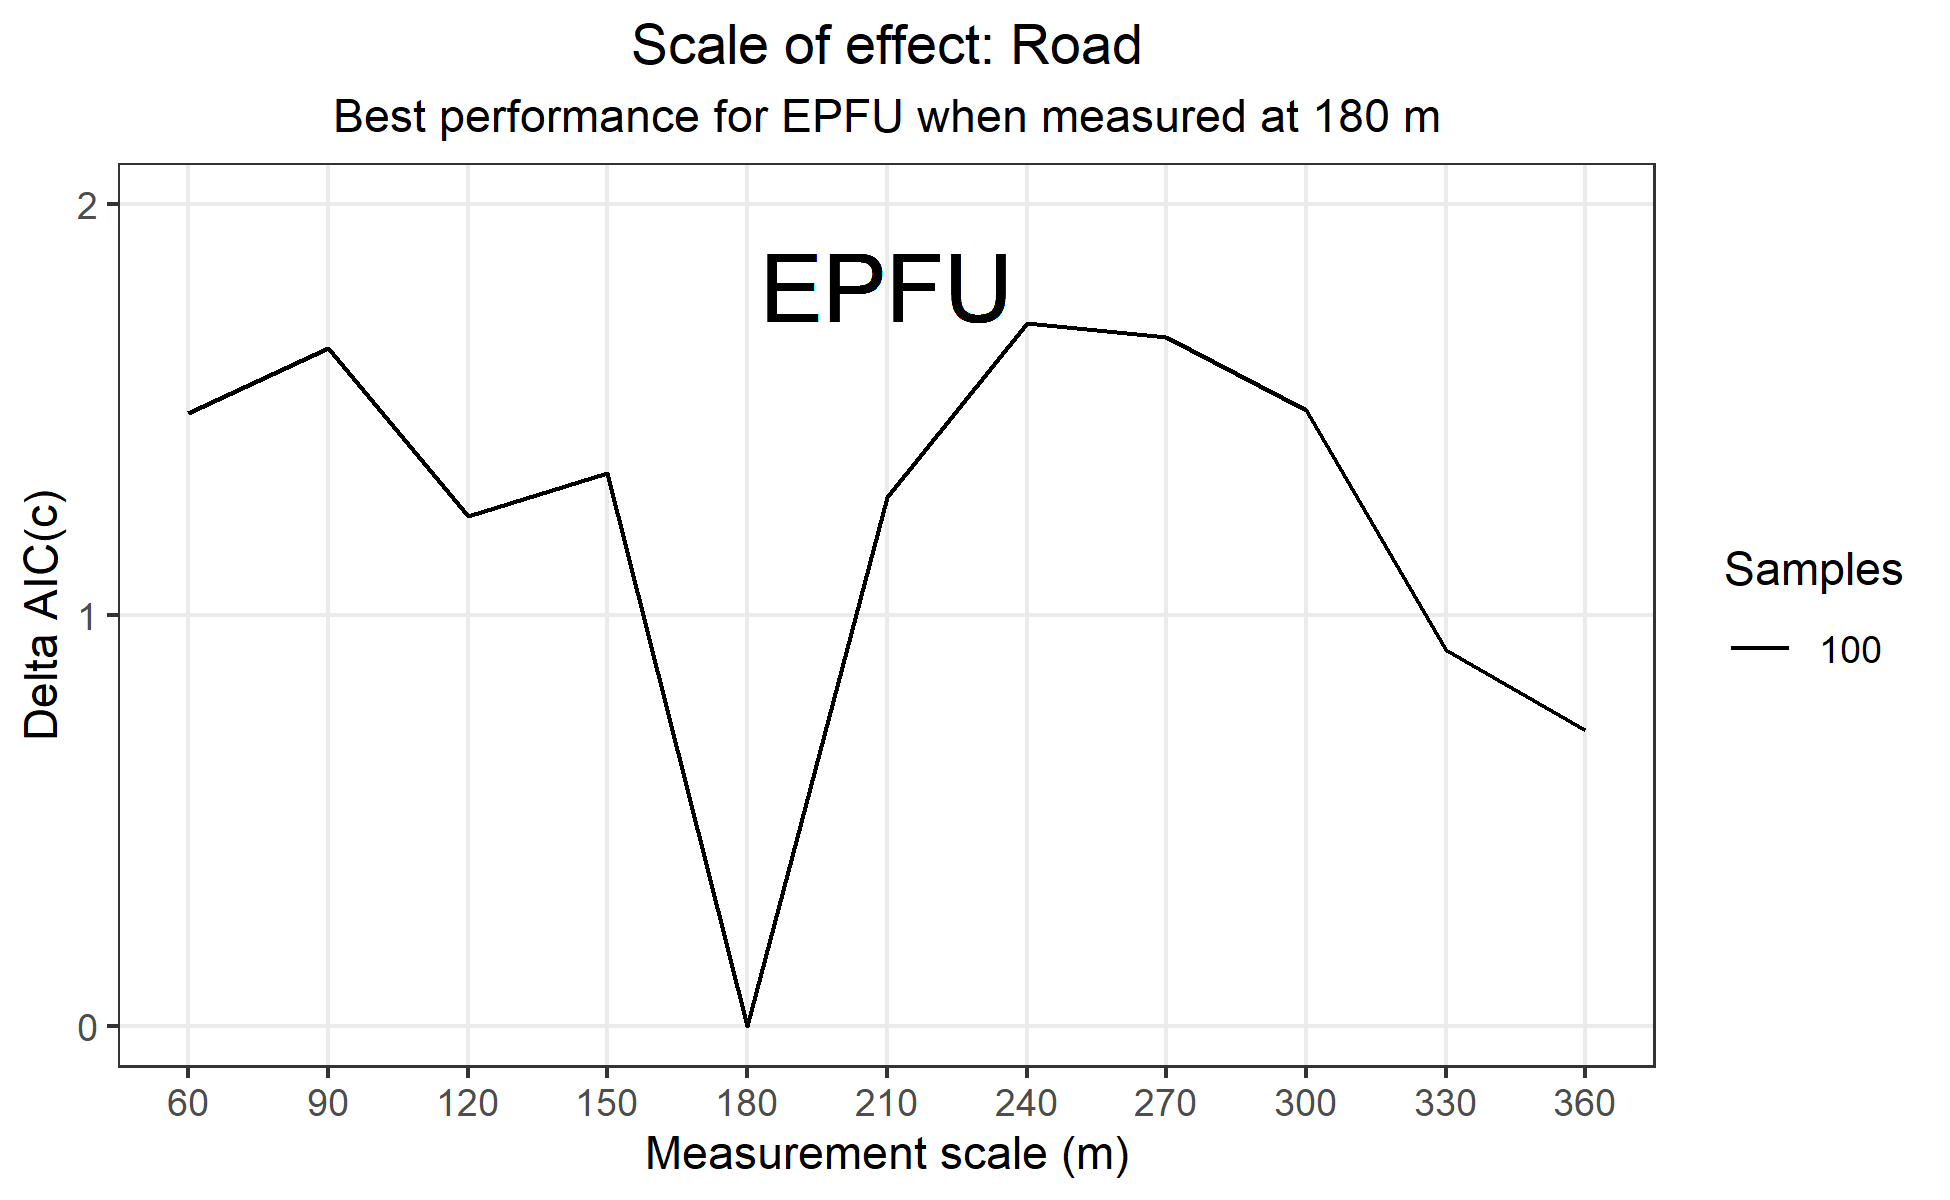 Scale of effect: Road
Best performance for EPFU when measured at 180 m
EPFU
2
1
0
Delta AIC(c)
60 90 120 150 180 210 240 270 300 330 360
Measurement scale (m)
Samples
100